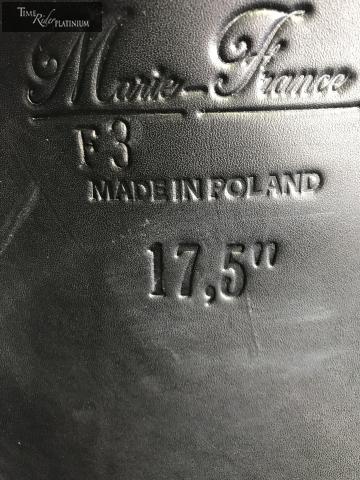 TIME
Rider PLATINIUM
Marie-France
F3
MADE IN POLAND
17,5"